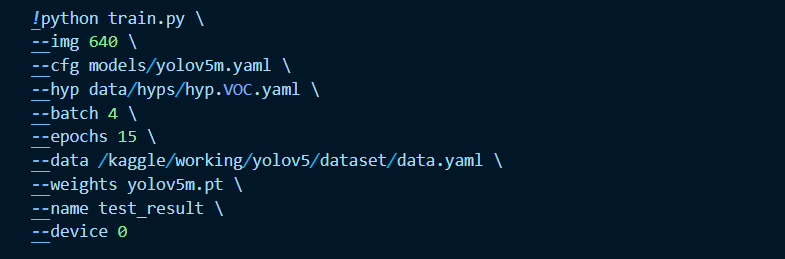 !python train.py \
--img 640 \
--cfg models/yolov5m.yaml \
--hyp data/hyps/hyp.VOC.yaml \
--batch 4 \
--epochs 15 \
--data /kaggle/working/yolov5/dataset/data.yaml \
--weights yolov5m.pt \
--name test_result \
--device 0